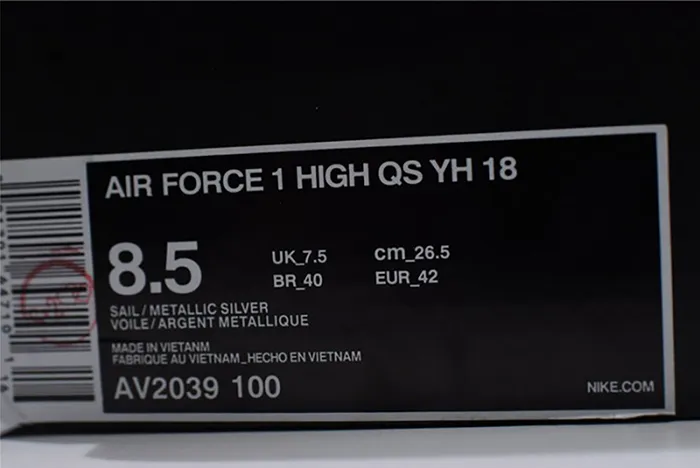 AIR FORCE 1 HIGH QS YH 18
8.5
UK_7.5 cm_26.5
BR_40 EUR_42
SAIL/METALLIC SILVER
VOILE/ARGENT METALLIQUE
MADE IN VIETANM
FABRIQUE AU VIETNAM_HECHO EN VIETNAM
AV2039 100
NIKE.COM